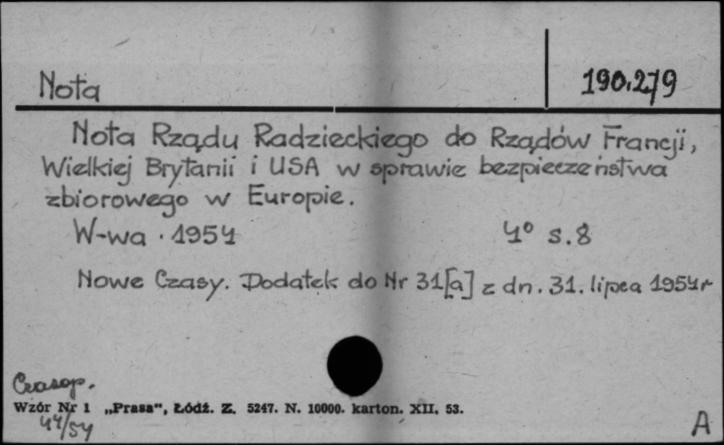 Nota
190.279
Nota Rządu Radzieckiego do Rządów Francji,
Wielkiej Brytanii i USA w sprawie bezpieczeństwa
zbiorowego w Europie.
W-wa. 1954 4° s. 8
Nowe Czasy. Dodatek do Nr 31[a] z dn. 31. lipca 1954 r
Czasop.
Wzór Nr 1 „Prasa", Łódź. Z. 5247. N. 10000. karton. XII. 53.
44/54
A